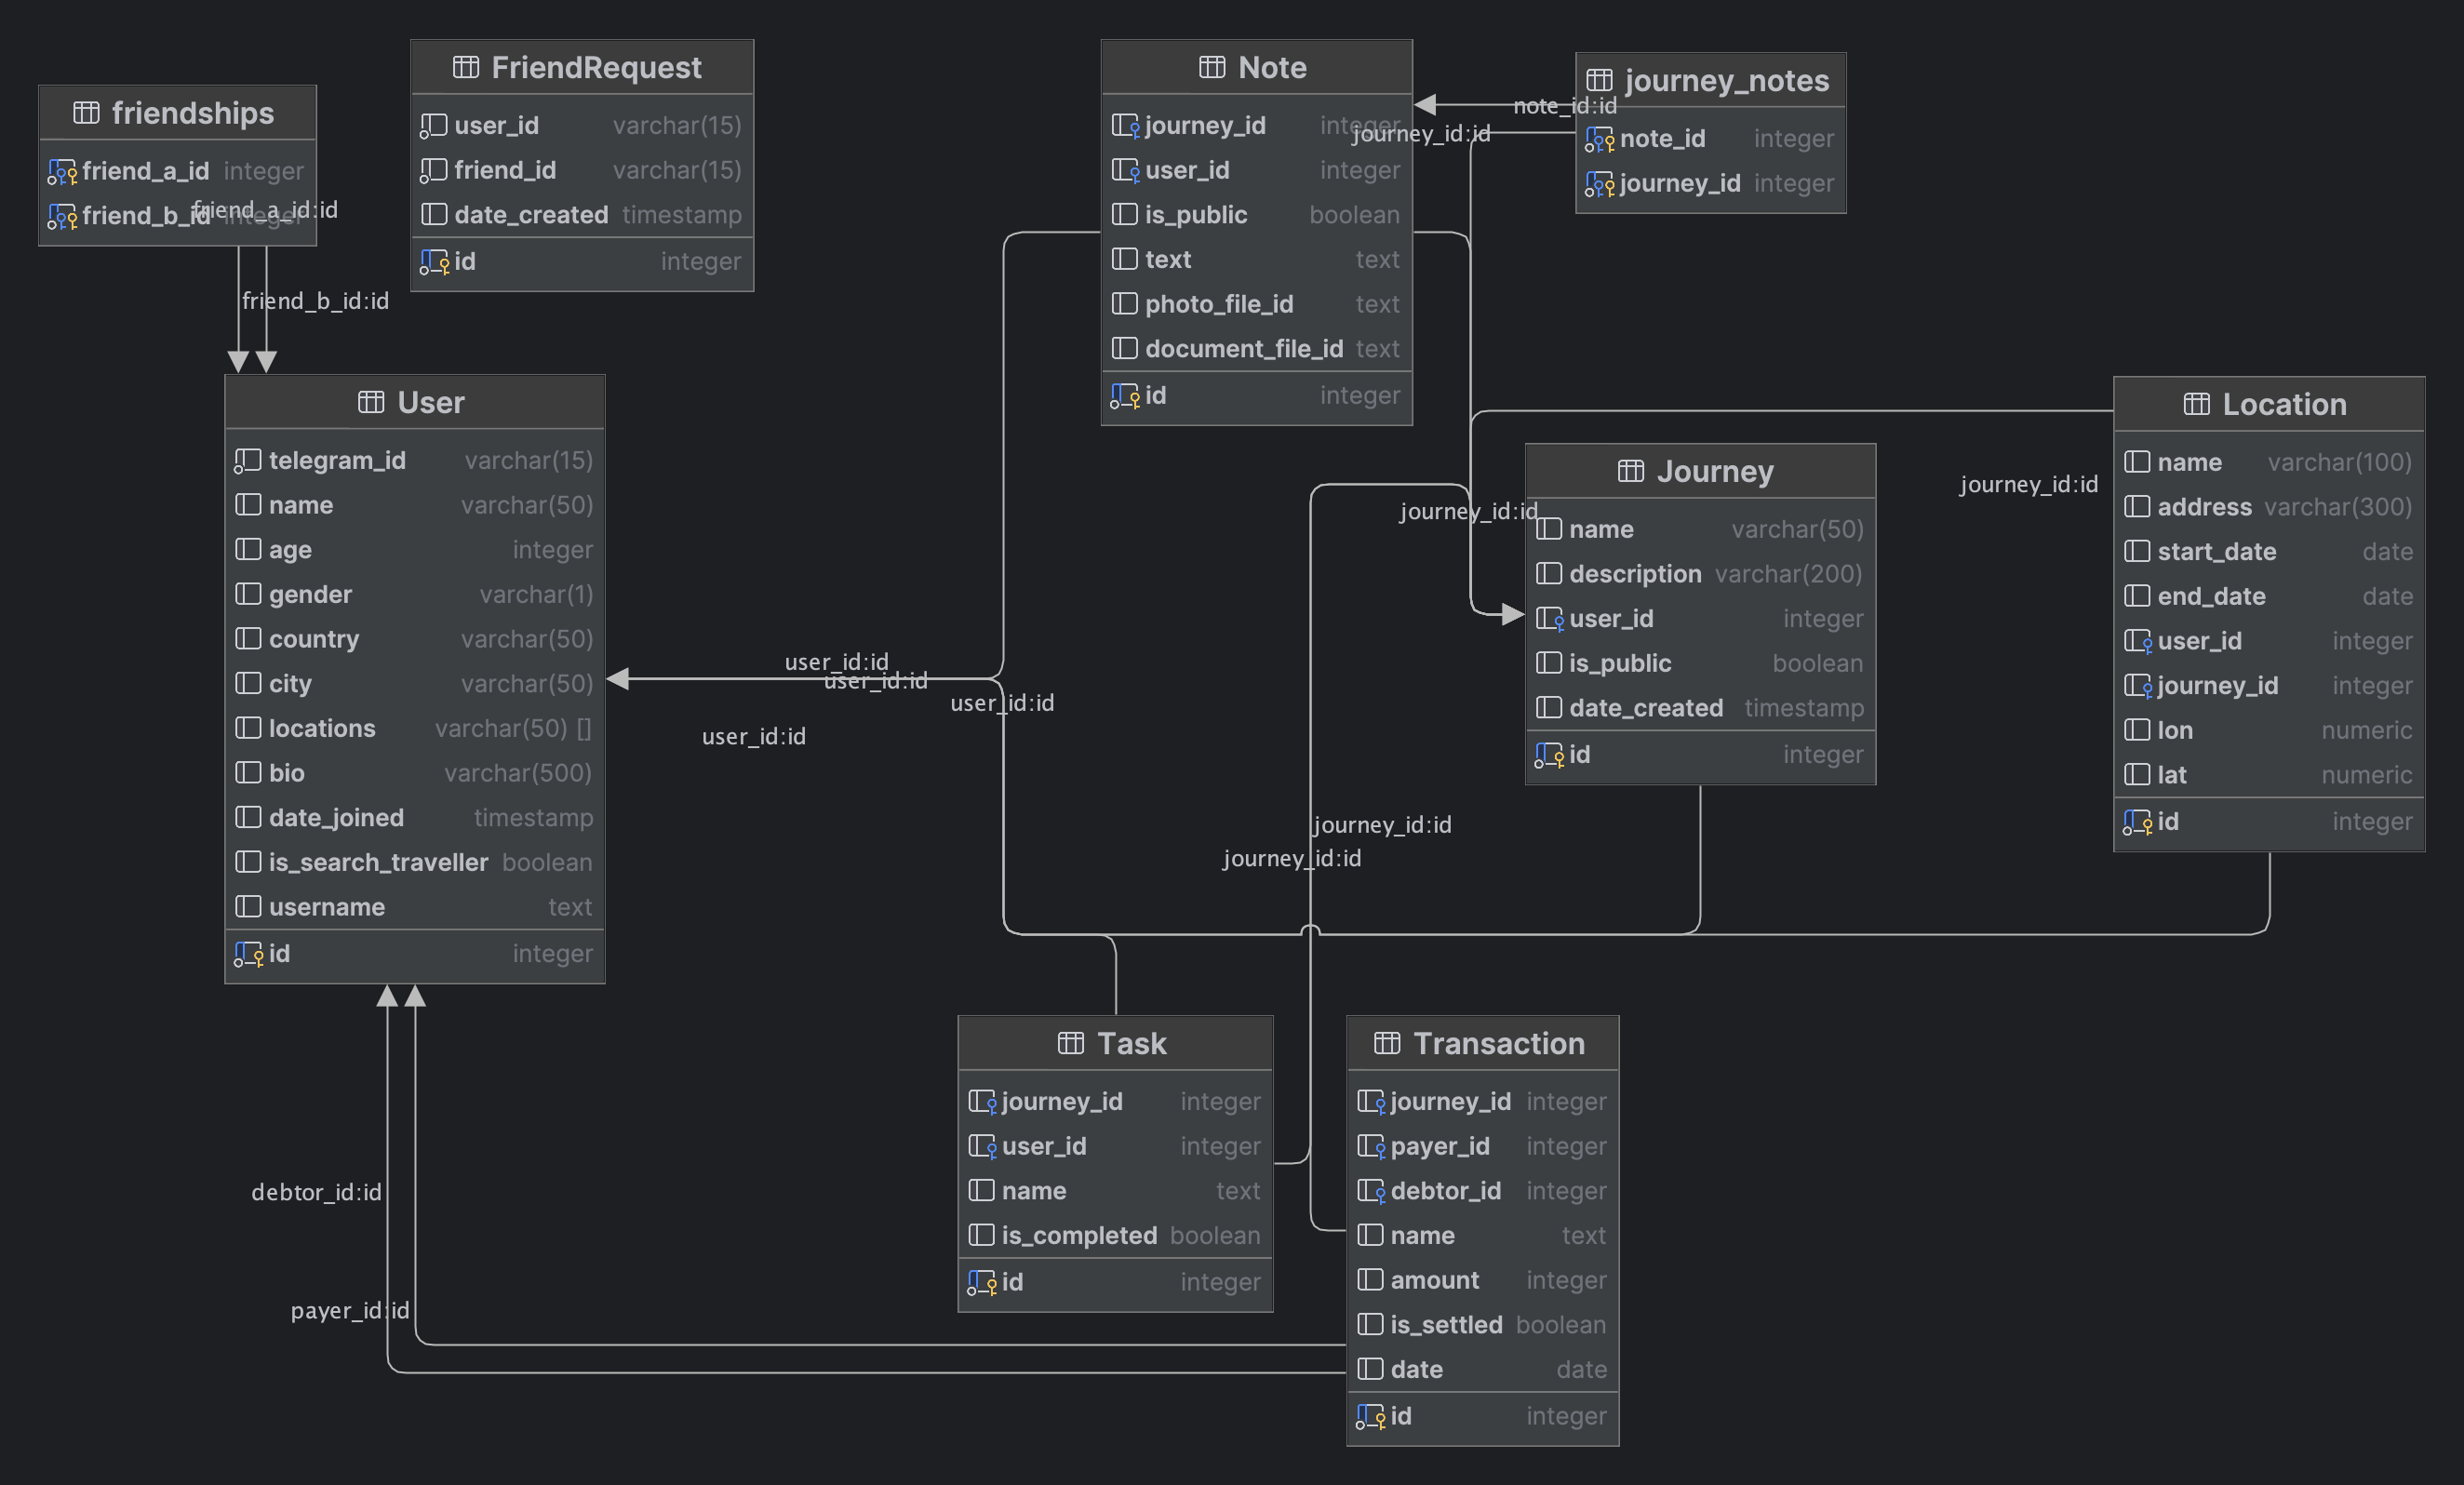 friendships
friend_a_id integer
friend_b_id integer
friend_a_id:id
friend_b_id:id
FriendRequest
user_id varchar(15)
friend_id varchar(15)
date_created timestamp
id integer
Note
journey_id integer
user_id integer
is_public boolean
text text
photo_file_id text
document_file_id text
id integer
journey_notes
note_id integer
journey_id integer
note_id:id
journey_id:id
User
telegram_id varchar(15)
name varchar(50)
age integer
gender varchar(1)
country varchar(50)
city varchar(50)
locations varchar(50) []
bio varchar(500)
date_joined timestamp
is_search_traveller boolean
username text
id integer
user_id:id
user_id:id
user_id:id
user_id:id
Journey
name varchar(50)
description varchar(200)
user_id integer
is_public boolean
date_created timestamp
id integer
journey_id:id
journey_id:id
Location
name varchar(100)
address varchar(300)
start_date date
end_date date
user_id integer
journey_id integer
lon numeric
lat numeric
id integer
journey_id:id
journey_id:id
Task
journey_id integer
user_id integer
name text
is_completed boolean
id integer
Transaction
journey_id integer
payer_id integer
debtor_id integer
name text
amount integer
is_settled boolean
date date
id integer
debtor_id:id
payer_id:id